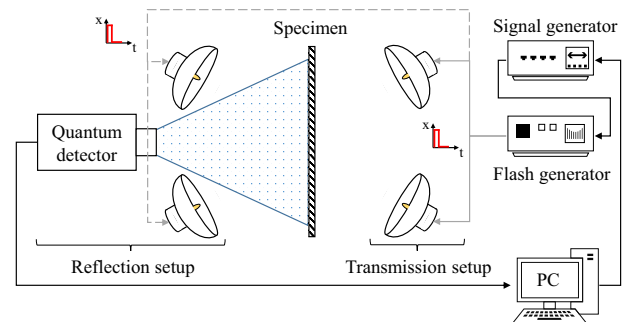 x
t
Specimen
Signal generator
Quantum
detector
x
t
Flash generator
Reflection setup
Transmission setup
PC